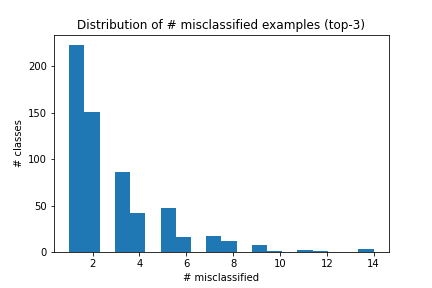 Distribution of # misclassified examples (top-3)
# classes
200
150
100
50
0
2 4 6 8 10 12 14
# misclassified